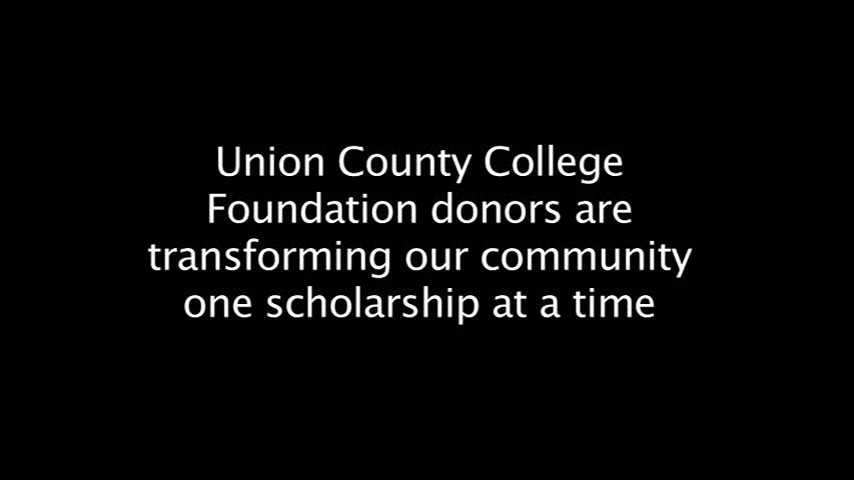 Union County College
Foundation donors are
transforming our community
one scholarship at a time